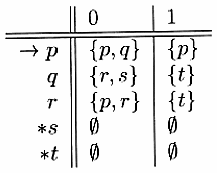 0 1
→ p {p, q} {p}
q {r, s} {t}
r {p, r} {t}
*s ∅ ∅
*t ∅ ∅